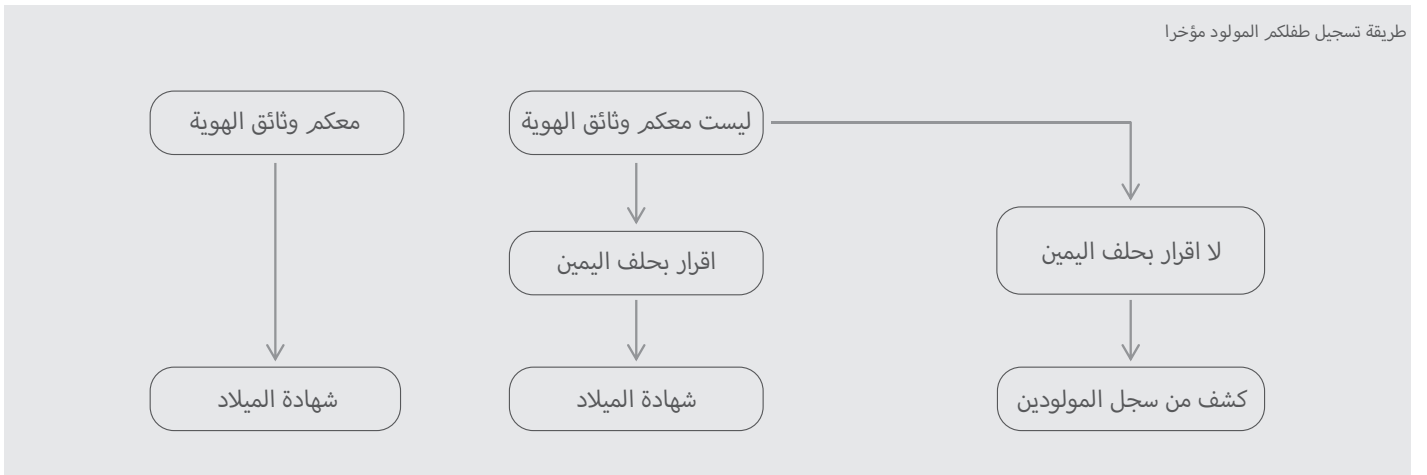 طريقة تسجيل طفلكم المولود مؤخرا
ليست معكم وثائق الهوية
معكم وثائق الهوية
لا اقرار بحلف اليمين
اقرار بحلف اليمين
كشف من سجل المولودين
شهادة الميلاد
شهادة الميلاد